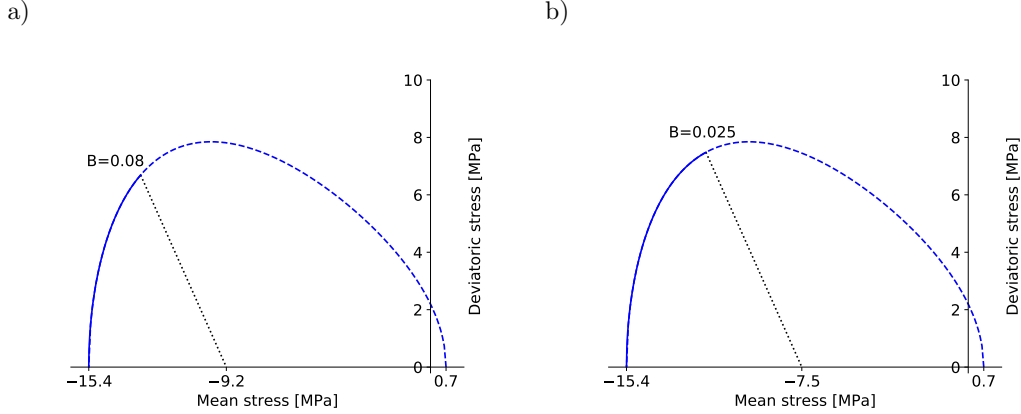 a)
10
8
6
4
2
0
B=0.08
Deviatoric stress [MPa]
−15.4
−9.2
0.7
Mean stress [MPa]
b)
10
8
6
4
2
0
B=0.025
Deviatoric stress [MPa]
−15.4
−7.5
0.7
Mean stress [MPa]